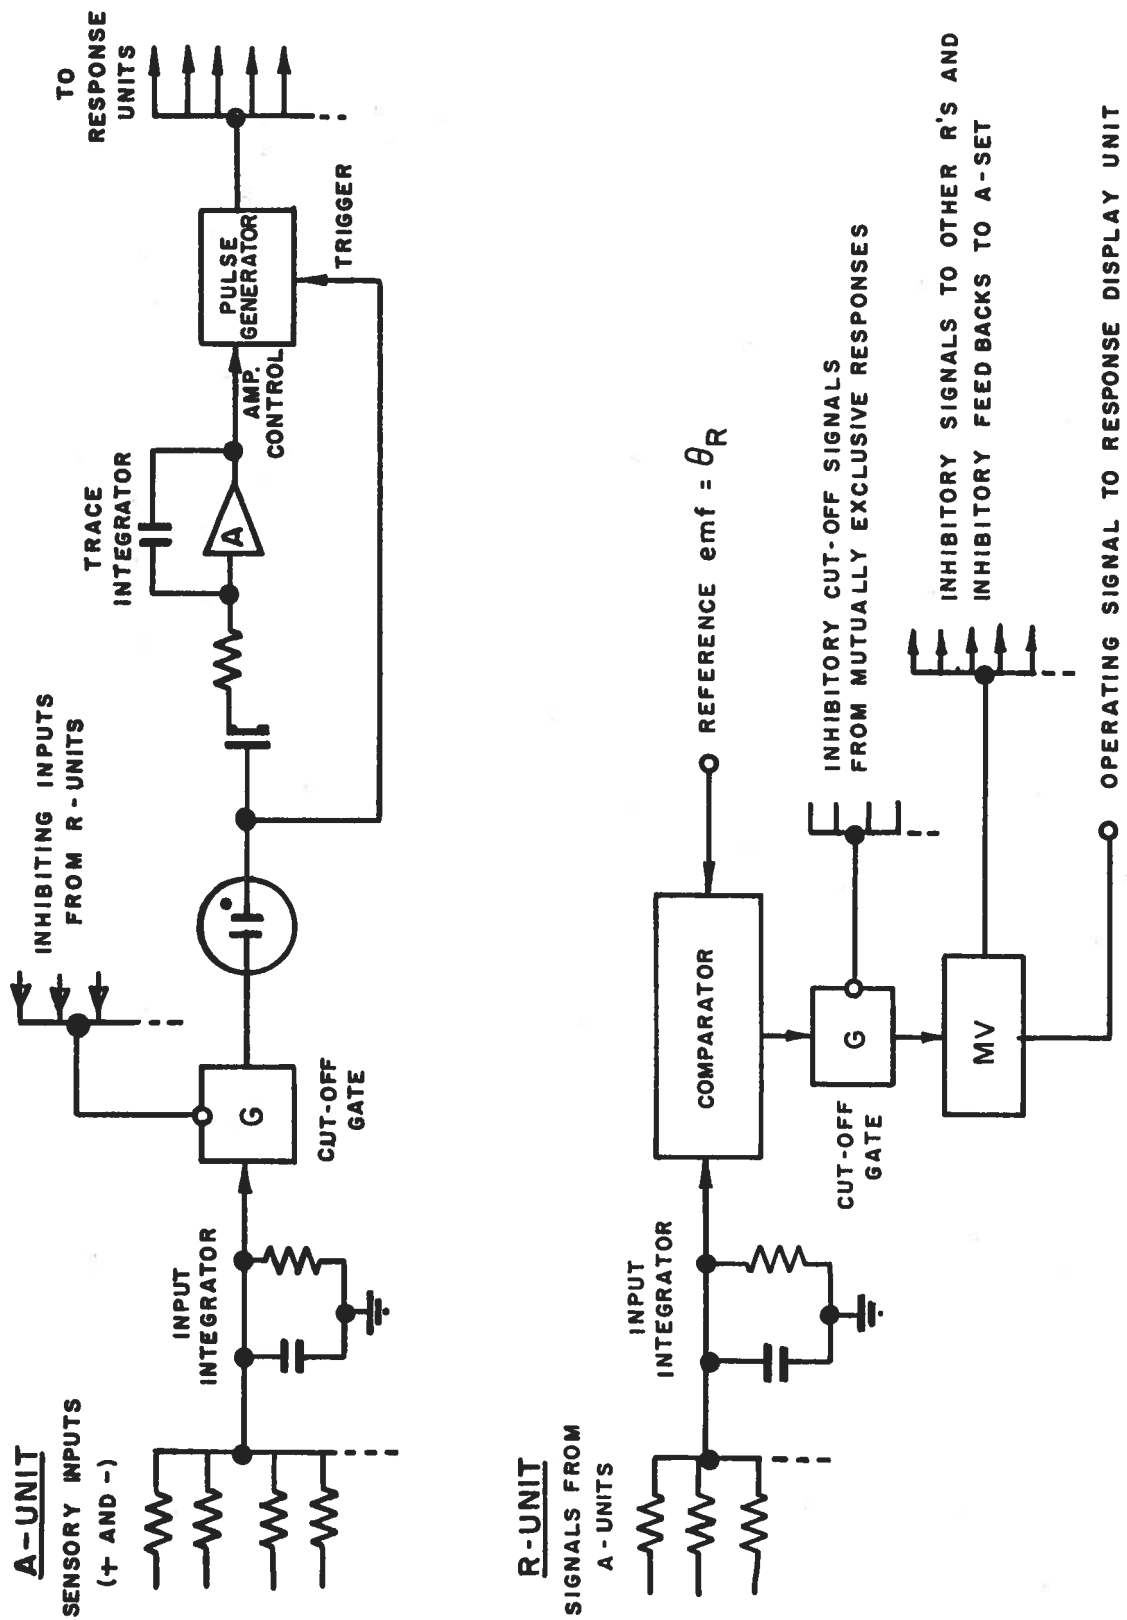 A-UNIT
SENSORY INPUTS
(+ AND -)
INPUT
INTEGRATOR
G
CUT-OFF
GATE
INHIBITING INPUTS
FROM R-UNITS
TRACE
INTEGRATOR
A
AMP.
CONTROL
PULSE
GENERATOR
TRIGGER
TO
RESPONSE
UNITS
R-UNIT
SIGNALS FROM
A-UNITS
INPUT
INTEGRATOR
COMPARATOR
REFERENCE emf = θR
G
CUT-OFF
GATE
INHIBITORY CUT-OFF SIGNALS
FROM MUTUALLY EXCLUSIVE RESPONSES
MV
INHIBITORY SIGNALS TO OTHER R'S AND
INHIBITORY FEED BACKS TO A-SET
OPERATING SIGNAL TO RESPONSE DISPLAY UNIT